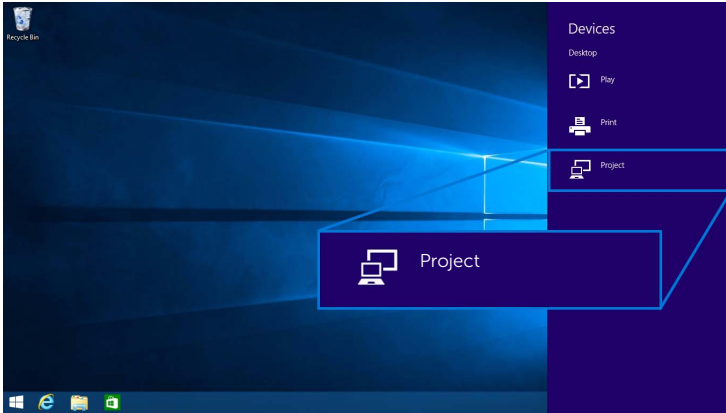 Recycle Bin
Devices
Desktop
Play
Print
Project
Project